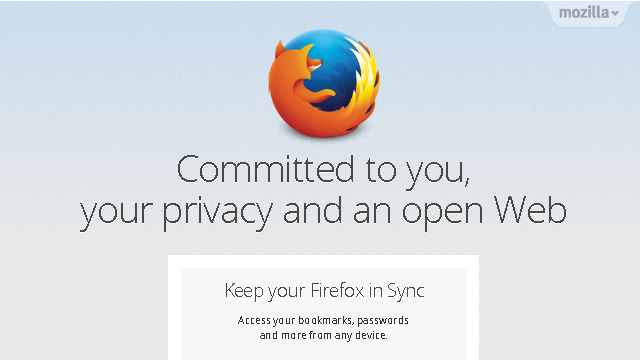 mozilla
Committed to you,
your privacy and an open Web
Keep your Firefox in Sync
Access your bookmarks, passwords
and more from any device.